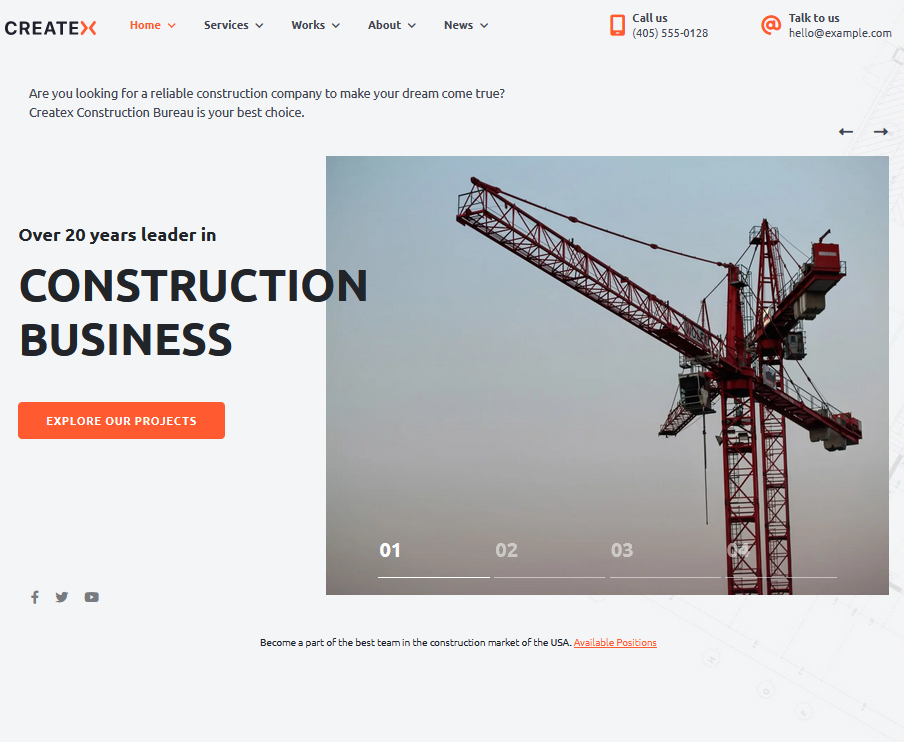 CREATEX
Home
Services
Works
About
News
Call us
(405) 555-0128
Talk to us
hello@example.com
Are you looking for a reliable construction company to make your dream come true?
Createx Construction Bureau is your best choice.
Over 20 years leader in
CONSTRUCTION
BUSINESS
EXPLORE OUR PROJECTS
01
02
03
04
Become a part of the best team in the construction market of the USA. Available Positions